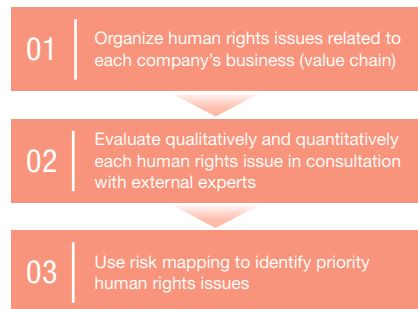 01
Organize human rights issues related to
each company's business (value chain)
02
Evaluate qualitatively and quantitatively
each human rights issue in consultation
with external experts
03
Use risk mapping to identify priority
human rights issues